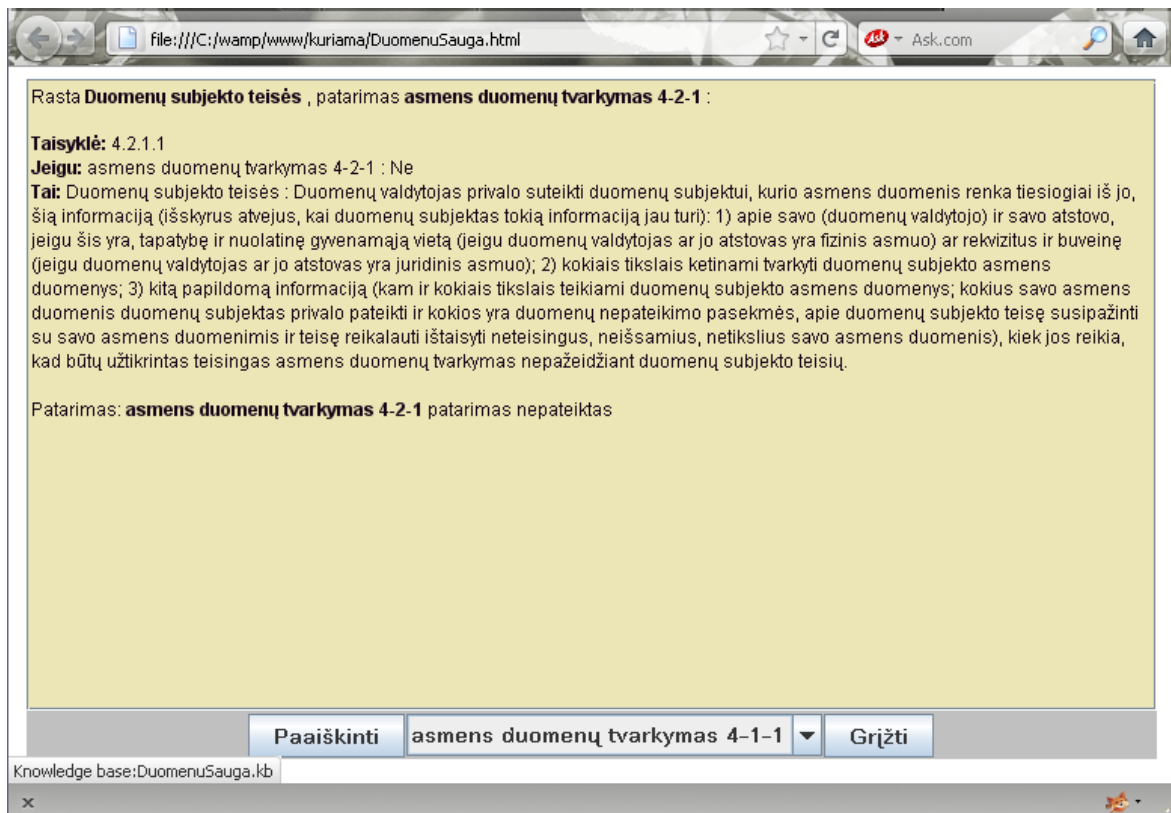 file:///C:/wamp/www/kuriama/DuomenuSauga.html
Ask.com
Rasta Duomenų subjekto teisės , patarimas asmens duomenų tvarkymas 4-2-1 :
Taisyklė: 4.2.1.1
Jeigu: asmens duomenų tvarkymas 4-2-1 : Ne
Tai: Duomenų subjekto teisės : Duomenų valdytojas privalo suteikti duomenų subjektui, kurio asmens duomenis renka tiesiogiai iš jo,
šią informaciją (išskyrus atvejus, kai duomenų subjektas tokią informaciją jau turi): 1) apie savo (duomenų valdytojo) ir savo atstovo,
jeigu šis yra, tapatybę ir nuolatinę gyvenamąją vietą (jeigu duomenų valdytojas ar jo atstovas yra fizinis asmuo) ar rekvizitus ir buveinę
(jeigu duomenų valdytojas ar jo atstovas yra juridinis asmuo); 2) kokiais tikslais ketinami tvarkyti duomenų subjekto asmens
duomenys; 3) kitą papildomą informaciją (kam ir kokiais tikslais teikiami duomenų subjekto asmens duomenys; kokius savo asmens
duomenis duomenų subjektas privalo pateikti ir kokios yra duomenų nepateikimo pasekmės, apie duomenų subjekto teisę susipažinti
su savo asmens duomenimis ir teisę reikalauti ištaisyti neteisingus, neišsamius, netikslius savo asmens duomenis), kiek jos reikia,
kad būtų užtikrintas teisingas asmens duomenų tvarkymas nepažeidžiant duomenų subjekto teisių.
Patarimas: asmens duomenų tvarkymas 4-2-1 patarimas nepateiktas
Paaiškinti asmens duomenų tvarkymas 4-1-1 Grįžti
Knowledge base:DuomenuSauga.kb